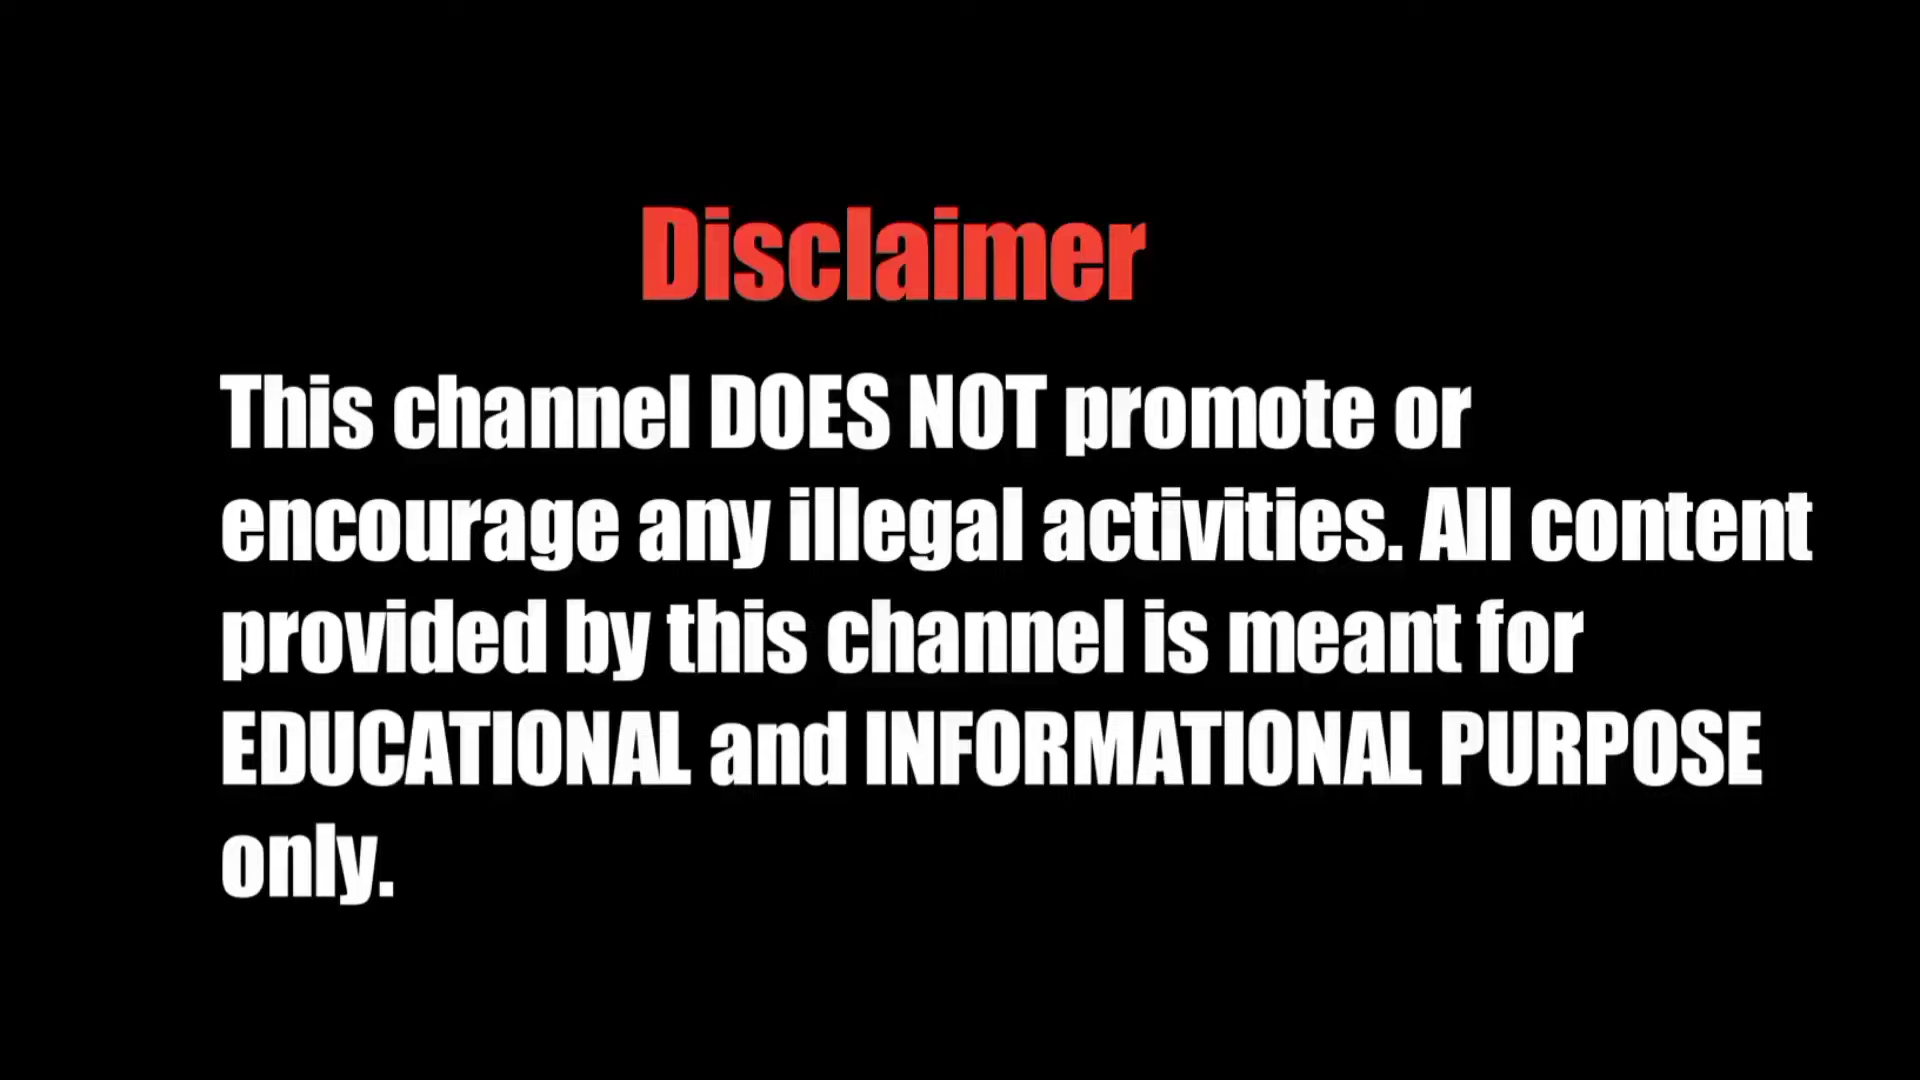 Disclaimer
This channel DOES NOT promote or
encourage any illegal activities. All content
provided by this channel is meant for
EDUCATIONAL and INFORMATIONAL PURPOSE
only.